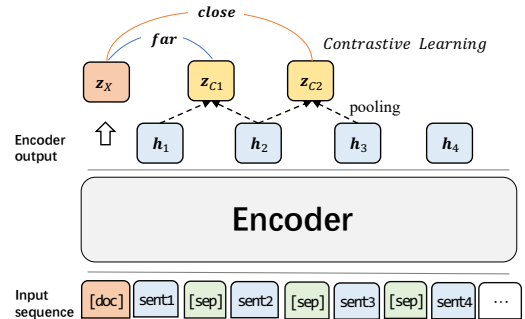 close
far
Contrastive Learning
z_X
z_C1
z_C2
pooling
Encoder output
h_1
h_2
h_3
h_4
Encoder
Input sequence
[doc] sent1 [sep] sent2 [sep] sent3 [sep] sent4 ...